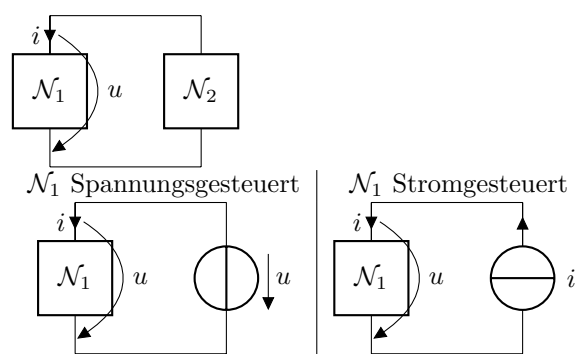 i
𝒩₁ u 𝒩₂
𝒩₁ Spannungsgesteuert 𝒩₁ Stromgesteuert
i i
𝒩₁ u u 𝒩₁ u i